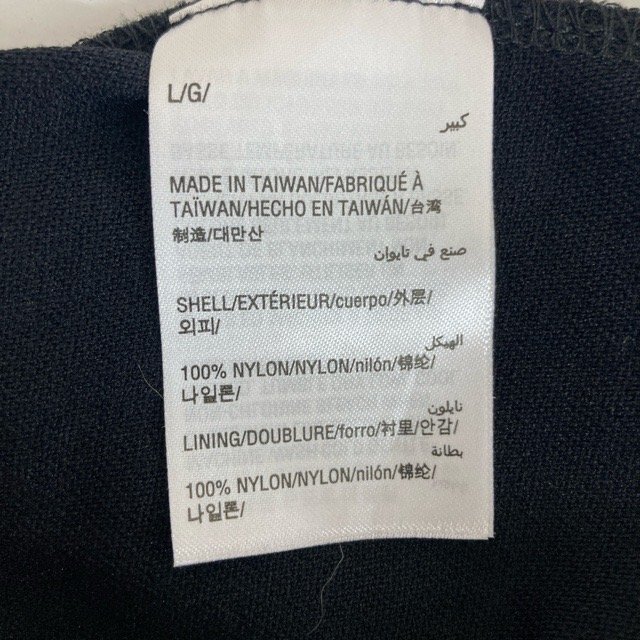 L/G/
كبير
MADE IN TAIWAN/FABRIQUÉ À
TAÏWAN/HECHO EN TAIWÁN/台湾
制造/대만산
صنع في تايوان
SHELL/EXTÉRIEUR/cuerpo/外层/
외피/
الهيكل
100% NYLON/NYLON/nilón/锦纶/
나일론/
نايلون
LINING/DOUBLURE/forro/衬里/안감/
بطانة
100% NYLON/NYLON/nilón/锦纶/
나일론/